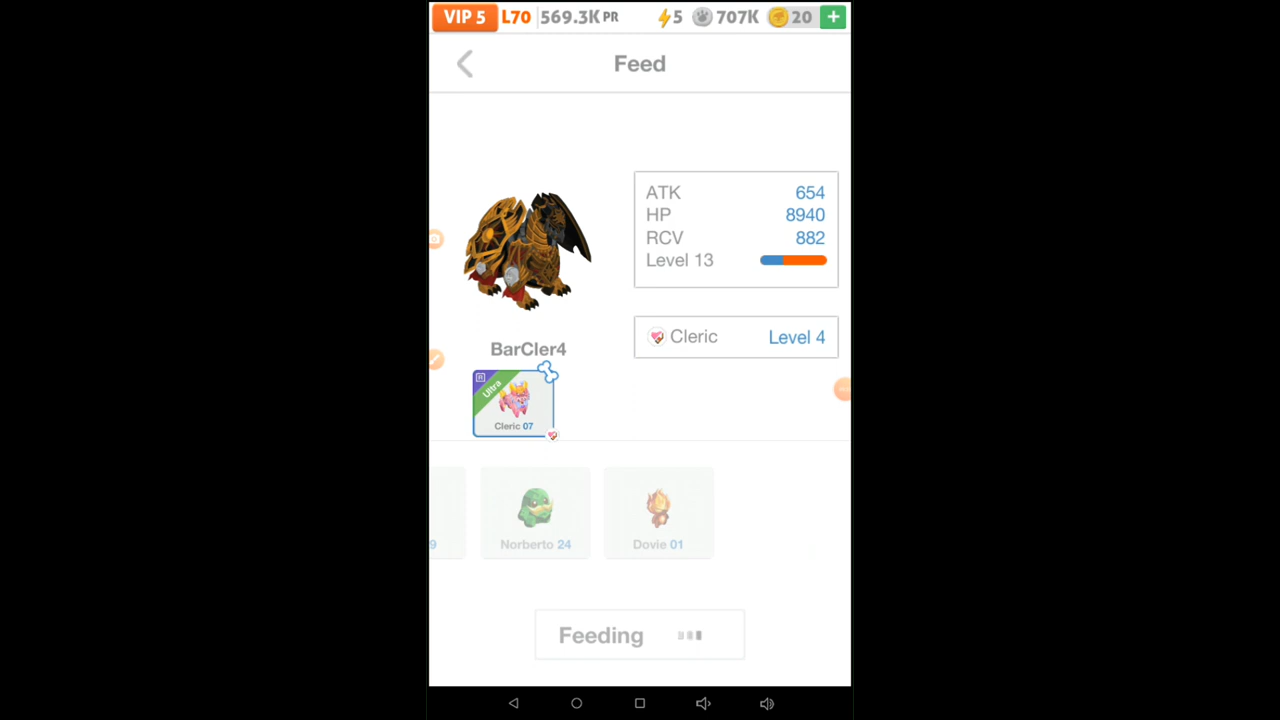 VIP 5 L70 569.3K PR 5 707K 20 +
Feed
ATK 654
HP 8940
RCV 882
Level 13
BarCler4
Cleric Level 4
R
Ultra
Cleric 07
9
Norberto 24
Dovie 01
Feeding